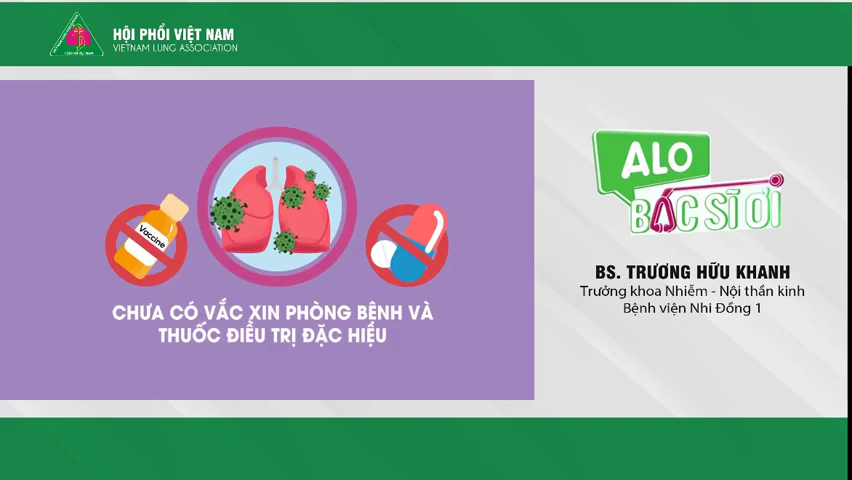 HỘI PHỔI VIỆT NAM
VIETNAM LUNG ASSOCIATION
Vaccine
CHƯA CÓ VẮC XIN PHÒNG BỆNH VÀ
THUỐC ĐIỀU TRỊ ĐẶC HIỆU
ALO
BÁC SĨ ƠI
BS. TRƯƠNG HỮU KHANH
Trưởng khoa Nhiễm - Nội thần kinh
Bệnh viện Nhi Đồng 1